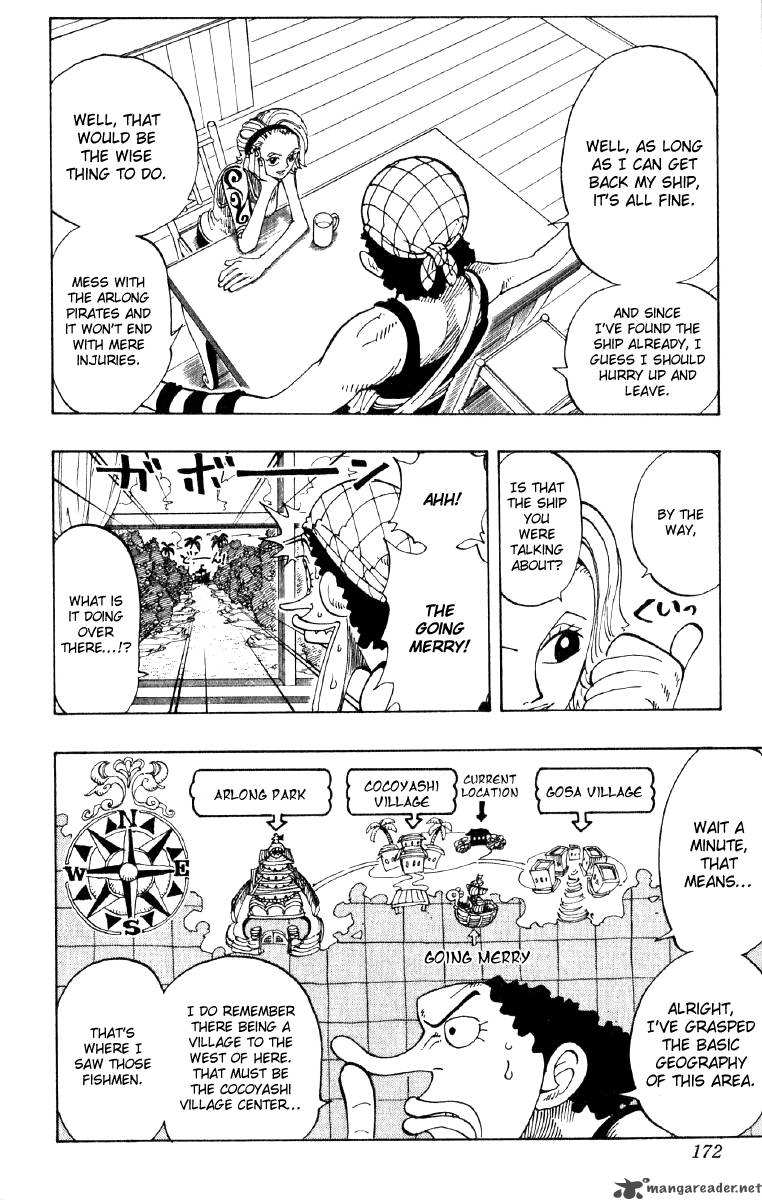 WELL, AS LONG
AS I CAN GET
BACK MY SHIP,
IT'S ALL FINE.
AND SINCE
I'VE FOUND THE
SHIP ALREADY, I
GUESS I SHOULD
HURRY UP AND
LEAVE.
WELL, THAT
WOULD BE
THE WISE
THING TO DO.
MESS WITH
THE ARLONG
PIRATES AND
IT WON'T END
WITH MERE
INJURIES.
BY THE
WAY,
IS THAT
THE SHIP
YOU
WERE
TALKING
ABOUT?
くいっ
ガボーン
AHH!
THE
GOING
MERRY!
WHAT IS
IT DOING
OVER
THERE...!?
WAIT A
MINUTE,
THAT
MEANS...
ALRIGHT,
I'VE GRASPED
THE BASIC
GEOGRAPHY
OF THIS AREA.
ARLONG PARK
COCOYASHI
VILLAGE
CURRENT
LOCATION
GOSA VILLAGE
N
W E
S
GOING MERRY
I DO REMEMBER
THERE BEING A
VILLAGE TO THE
WEST OF HERE.
THAT MUST BE
THE COCOYASHI
VILLAGE CENTER...
THAT'S
WHERE I
SAW THOSE
FISHMEN.
172
mangareader.net